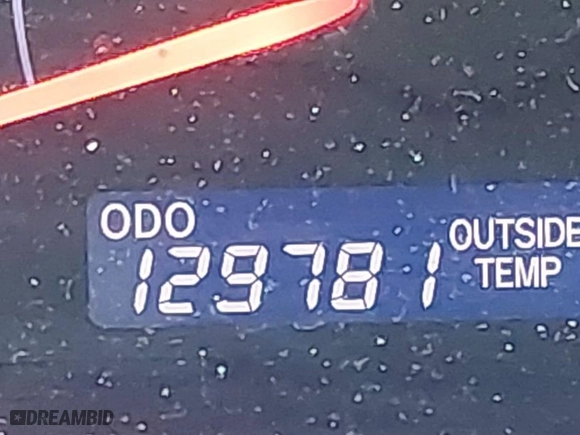 ODO
129781
OUTSIDE
TEMP
DREAMBID